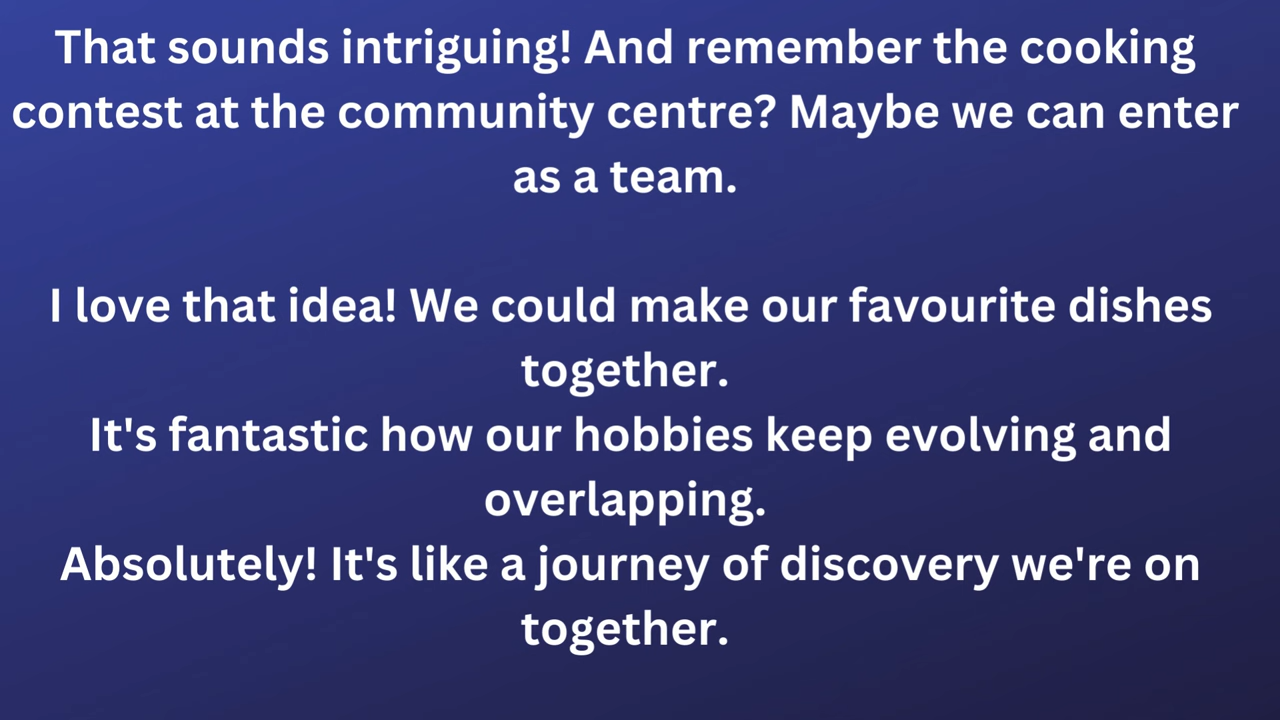 That sounds intriguing! And remember the cooking
contest at the community centre? Maybe we can enter
as a team.
I love that idea! We could make our favourite dishes
together.
It's fantastic how our hobbies keep evolving and
overlapping.
Absolutely! It's like a journey of discovery we're on
together.